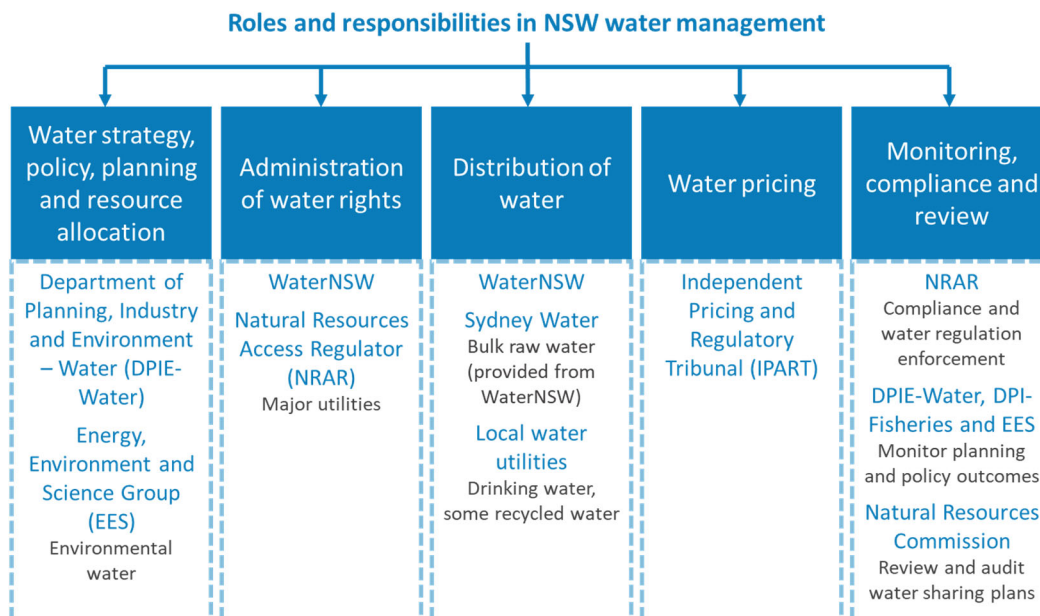 Roles and responsibilities in NSW water management
Water strategy,
policy, planning
and resource
allocation
Department of
Planning, Industry
and Environment
– Water (DPIE-
Water)
Energy,
Environment and
Science Group
(EES)
Environmental
water
Administration
of water rights
WaterNSW
Natural Resources
Access Regulator
(NRAR)
Major utilities
Distribution of
water
WaterNSW
Sydney Water
Bulk raw water
(provided from
WaterNSW)
Local water
utilities
Drinking water,
some recycled water
Water pricing
Independent
Pricing and
Regulatory
Tribunal (IPART)
Monitoring,
compliance and
review
NRAR
Compliance and
water regulation
enforcement
DPIE-Water, DPI-
Fisheries and EES
Monitor planning
and policy outcomes
Natural Resources
Commission
Review and audit
water sharing plans